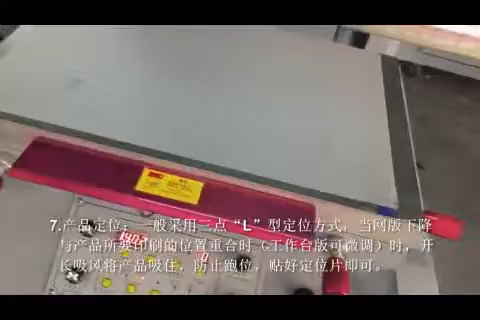 7.产品定位：一般采用三点“L”型定位方式，当网版下降
与产品所要印刷的位置重合时（工作台版可微调）时，开
长吸风将产品吸住，防止跑位，贴好定位片即可。